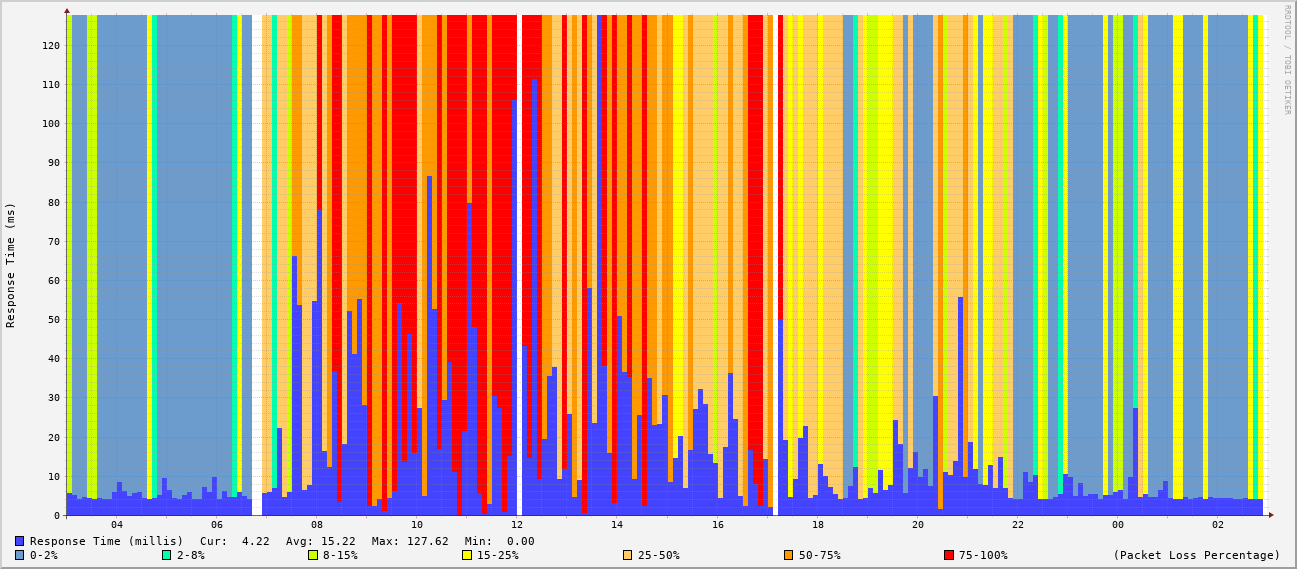 RRDTOOL / TOBI OETIKER
Response Time (ms)
120
110
100
90
80
70
60
50
40
30
20
10
0
04 06 08 10 12 14 16 18 20 22 00 02
Response Time (millis) Cur: 4.22 Avg: 15.22 Max: 127.62 Min: 0.00
0-2% 2-8% 8-15% 15-25% 25-50% 50-75% 75-100% (Packet Loss Percentage)